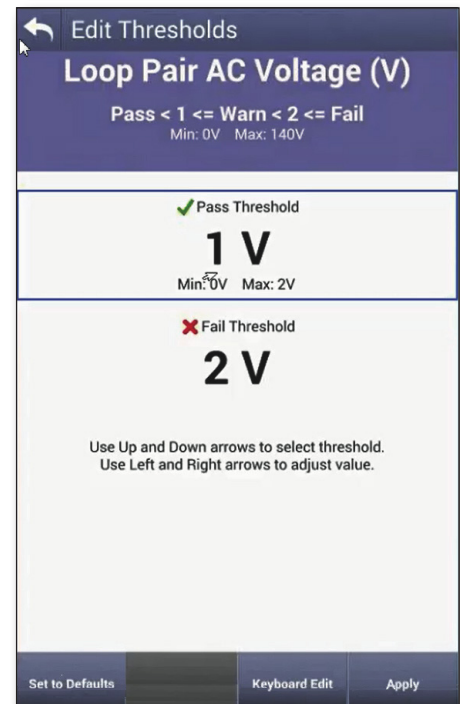 Edit Thresholds
Loop Pair AC Voltage (V)
Pass < 1 <= Warn < 2 <= Fail
Min: 0V Max: 140V
Pass Threshold
1 V
Min: 0V Max: 2V
Fail Threshold
2 V
Use Up and Down arrows to select threshold.
Use Left and Right arrows to adjust value.
Set to Defaults Keyboard Edit Apply